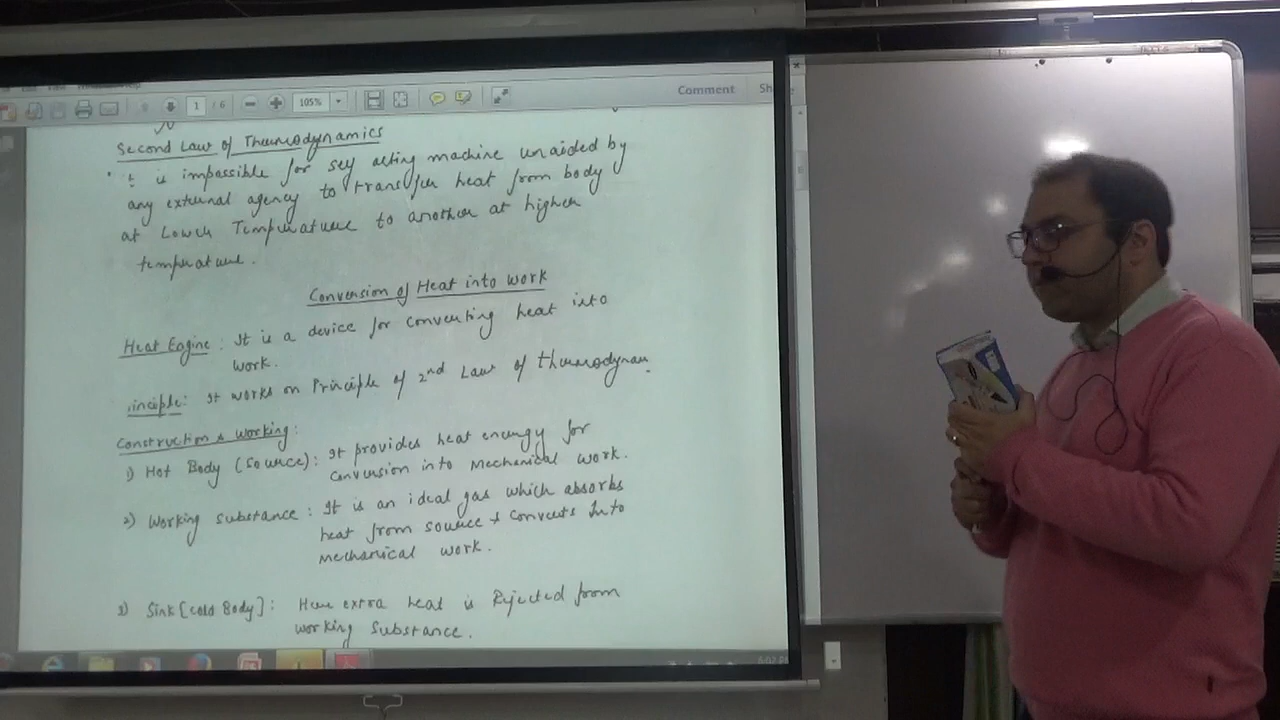 Comment
Sh
1 / 6
105%
Second Law of Thermodynamics
It is impossible for self acting machine unaided by
any external agency to transfer heat from body
at Lower Temperature to another at higher
temperature.
Conversion of Heat into Work
Heat Engine : It is a device for converting heat into
work.
inciple: It works on Principle of 2nd Law of thermodynam
Construction & Working:
1) Hot Body (Source): It provides heat energy for
conversion into Mechanical work.
2) Working substance : It is an ideal gas which absorbs
heat from source & converts Into
mechanical work.
3) Sink [cold Body]: Here extra heat is Rejected from
working Substance.